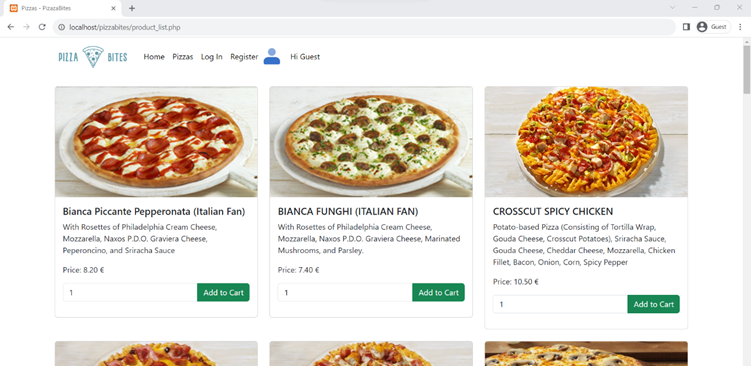 Pizzas - PizazaBites
localhost/pizzabites/product_list.php
Guest
PIZZA BITES
Home Pizzas Log In Register Hi Guest
Bianca Piccante Pepperonata (Italian Fan)
With Rosettes of Philadelphia Cream Cheese,
Mozzarella, Naxos P.D.O. Graviera Cheese,
Peperoncino, and Sriracha Sauce
Price: 8.20 €
1 Add to Cart
BIANCA FUNGHI (ITALIAN FAN)
With Rosettes of Philadelphia Cream Cheese,
Mozzarella, Naxos P.D.O. Graviera Cheese, Marinated
Mushrooms, and Parsley.
Price: 7.40 €
1 Add to Cart
CROSSCUT SPICY CHICKEN
Potato-based Pizza (Consisting of Tortilla Wrap,
Gouda Cheese, Crosscut Potatoes), Sriracha Sauce,
Gouda Cheese, Cheddar Cheese, Mozzarella, Chicken
Fillet, Bacon, Onion, Corn, Spicy Pepper
Price: 10.50 €
1 Add to Cart